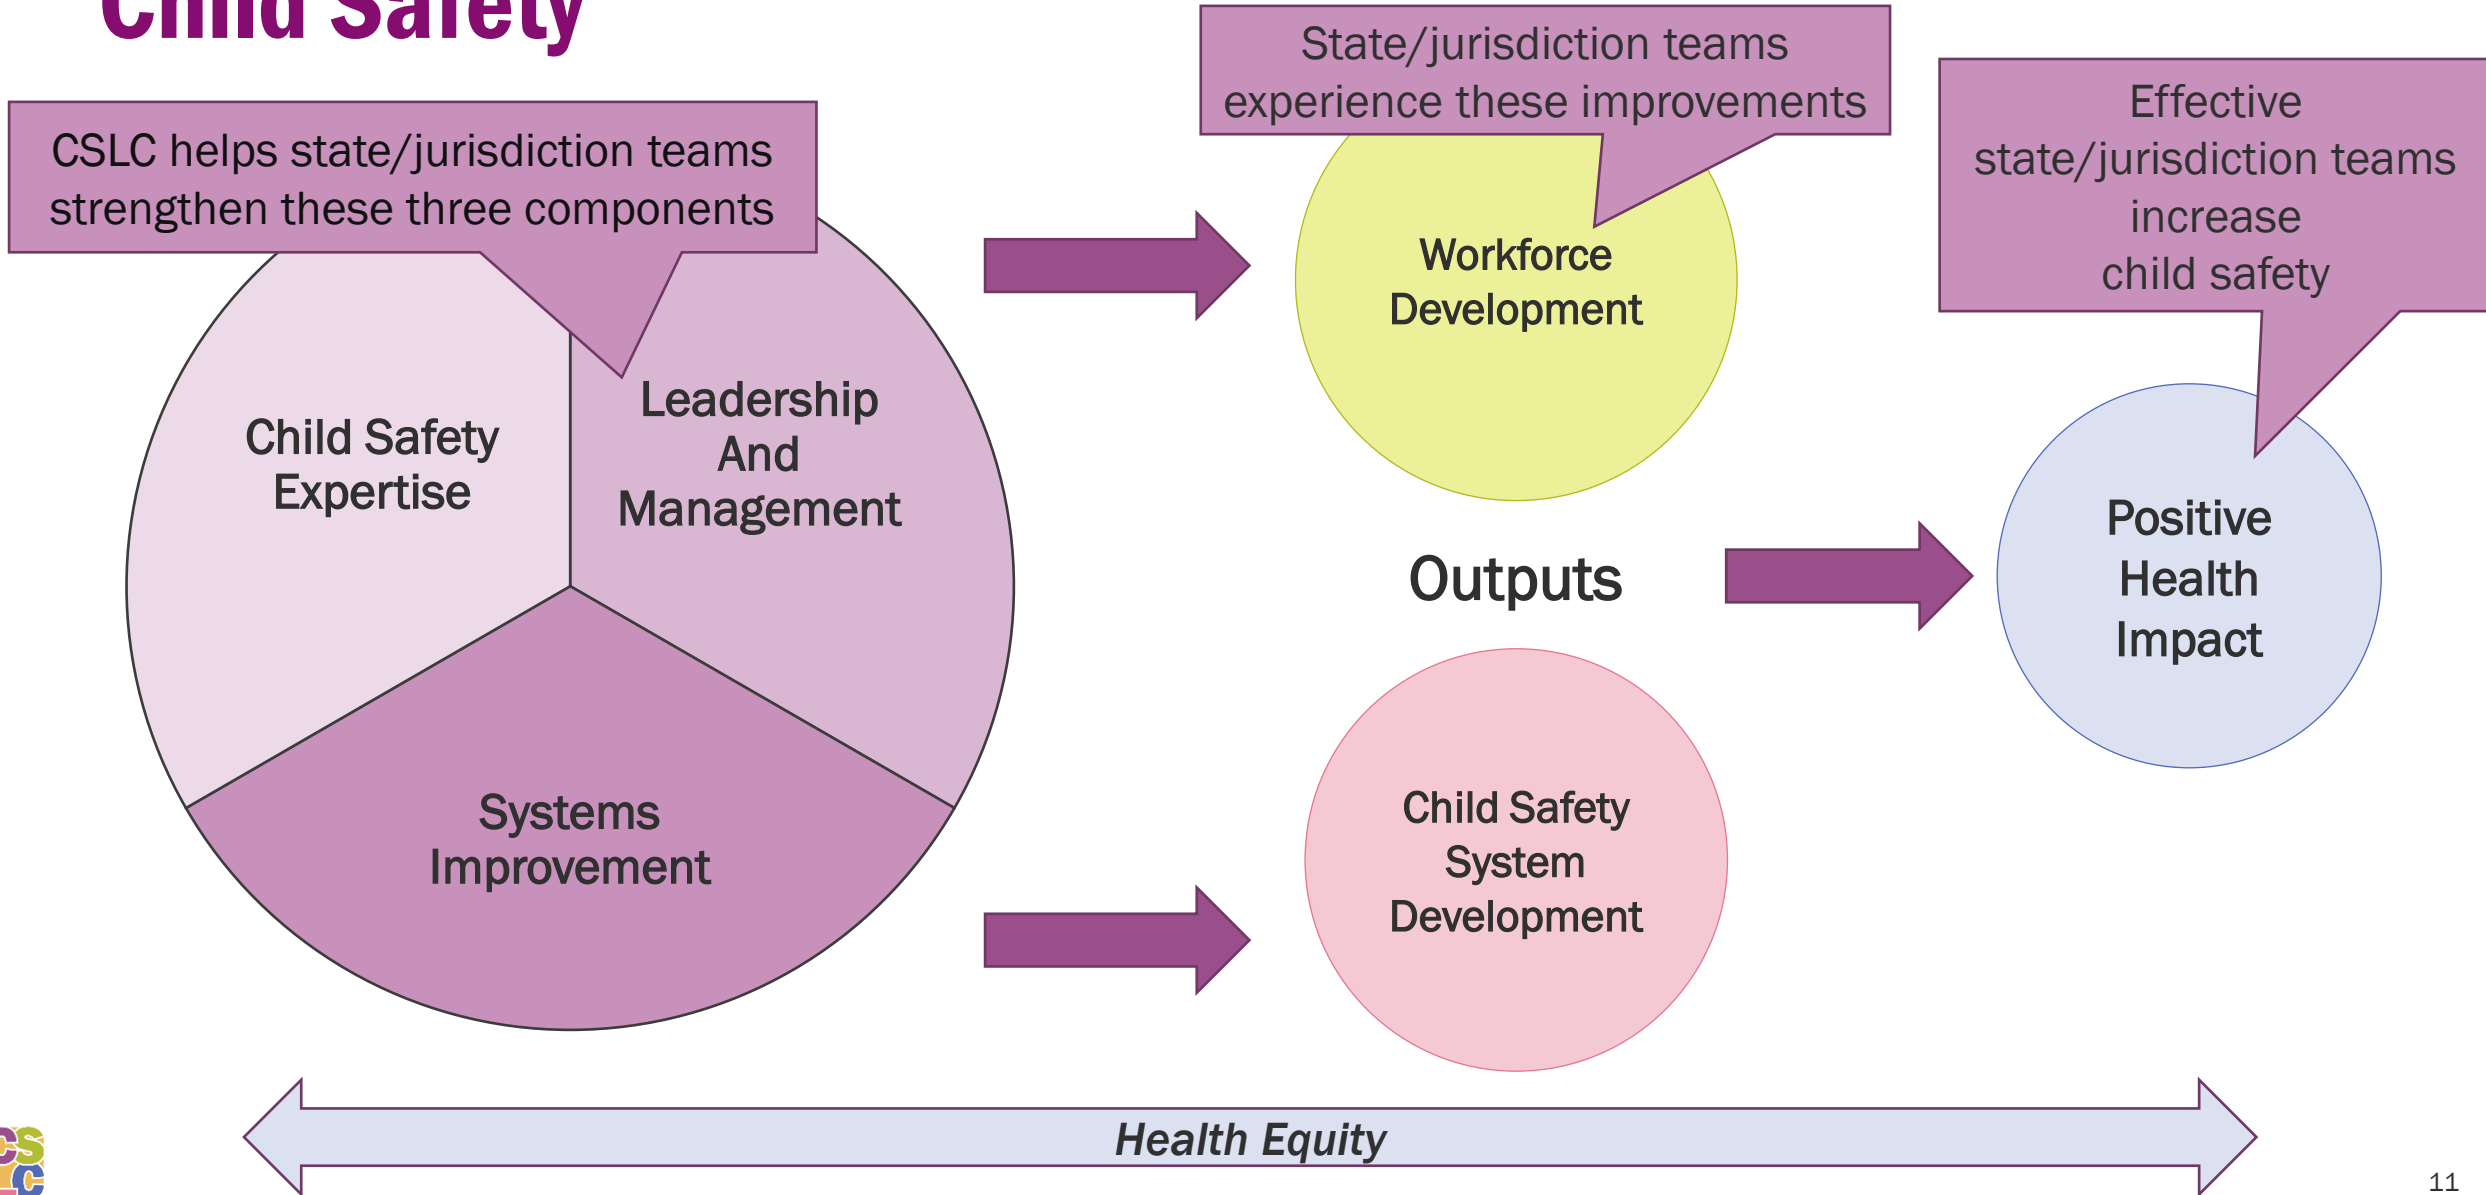 Child Safety
CSLC helps state/jurisdiction teams
strengthen these three components
State/jurisdiction teams
experience these improvements
Effective
state/jurisdiction teams
increase
child safety
Child Safety
Expertise
Leadership
And
Management
Systems
Improvement
Workforce
Development
Outputs
Child Safety
System
Development
Positive
Health
Impact
Health Equity
CS
LC
11